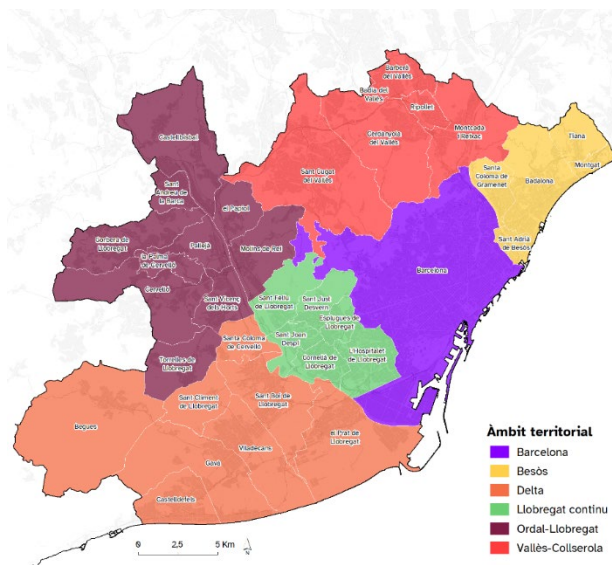 Barberà
del Vallès
Badia del
Vallès
Ripollet
Castellbisbal
Cerdanyola
del Vallès
Montcada
i Reixac
Tiana
Montgat
Sant Cugat
del Vallès
Santa
Coloma de
Gramenet
Badalona
Sant
Andreu de
la Barca
el Papiol
Sant Adrià
de Besòs
Corbera de
Llobregat
Pallejà
Molins de Rei
la Palma
de Cervelló
Barcelona
Cervelló
Sant Vicenç
dels Horts
Sant Feliu
de Llobregat
Sant Just
Desvern
Esplugues de
Llobregat
Santa Coloma
de Cervelló
Sant Joan
Despí
Torrelles de
Llobregat
Cornellà de
Llobregat
L'Hospitalet
de Llobregat
Sant Climent
de Llobregat
Sant Boi de
Llobregat
Begues
el Prat de
Llobregat
Viladecans
Gavà
Castelldefels
0 2,5 5 Km
N
Àmbit territorial
Barcelona
Besòs
Delta
Llobregat continu
Ordal-Llobregat
Vallès-Collserola